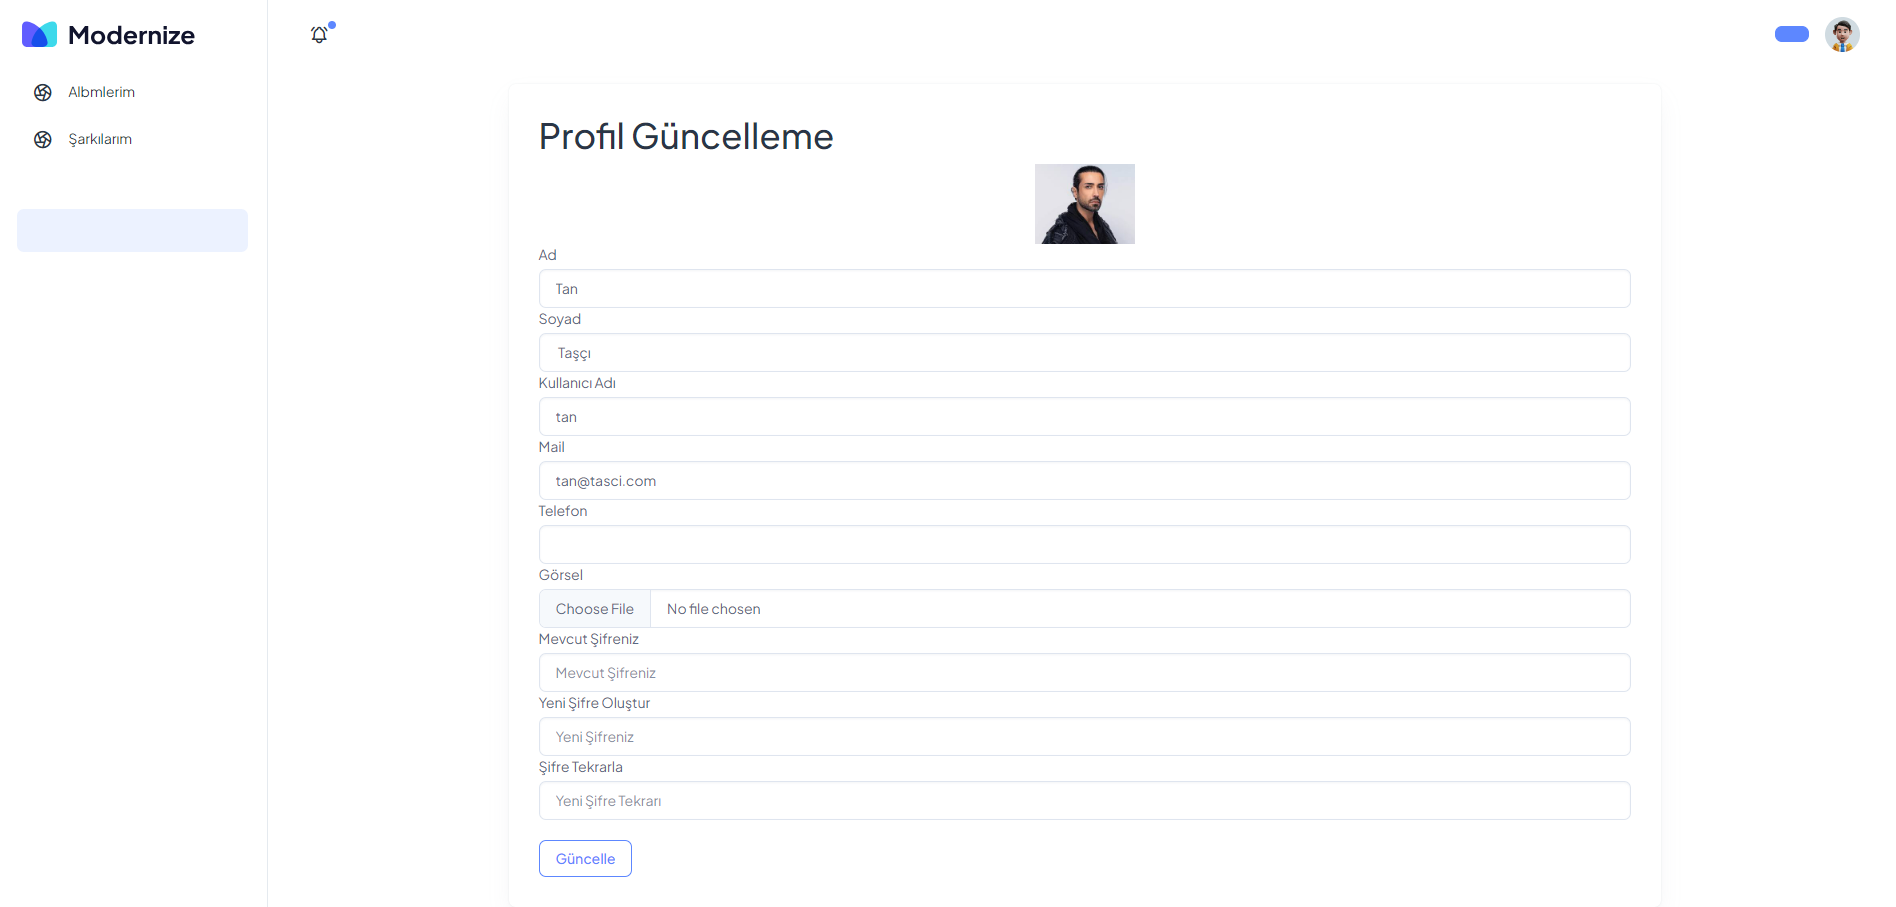 Modernize
Albmlerim
Şarkılarım
Profil Güncelleme
Ad
Tan
Soyad
Taşçı
Kullanıcı Adı
tan
Mail
tan@tasci.com
Telefon
Görsel
Choose File No file chosen
Mevcut Şifreniz
Mevcut Şifreniz
Yeni Şifre Oluştur
Yeni Şifreniz
Şifre Tekrarla
Yeni Şifre Tekrarı
Güncelle